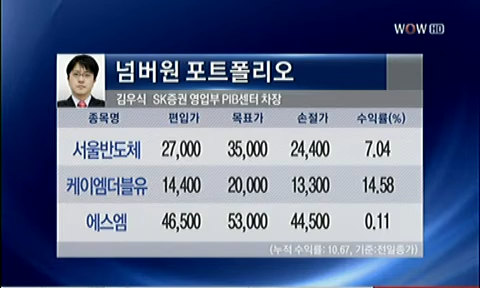 WOW HD
넘버원 포트폴리오
김우식 SK증권 영업부 PIB센터 차장
종목명 편입가 목표가 손절가 수익률(%)
서울반도체 27,000 35,000 24,400 7.04
케이엠더블유 14,400 20,000 13,300 14.58
에스엠 46,500 53,000 44,500 0.11
(누적 수익률: 10.67, 기준:전일종가)